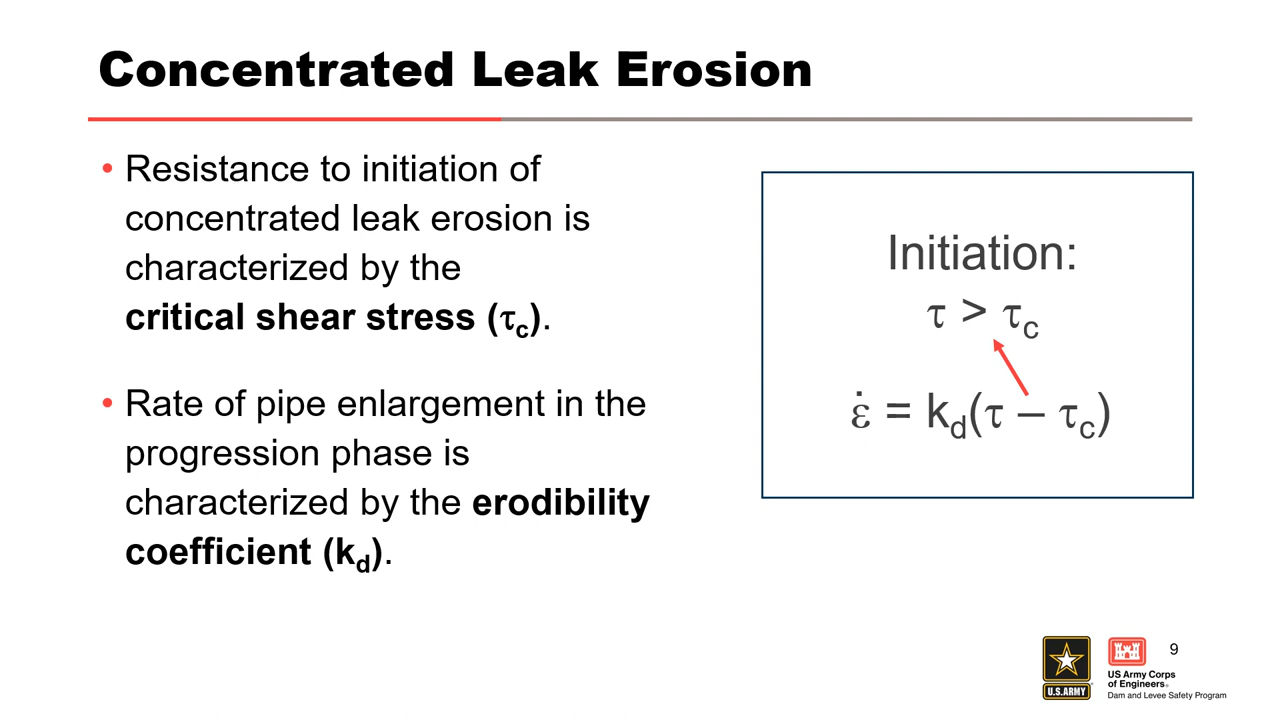 Concentrated Leak Erosion
• Resistance to initiation of
concentrated leak erosion is
characterized by the
critical shear stress (τc).
• Rate of pipe enlargement in the
progression phase is
characterized by the erodibility
coefficient (kd).
Initiation:
τ > τc
ε̇ = kd(τ – τc)
9
U.S.ARMY
US Army Corps
of Engineers®
Dam and Levee Safety Program